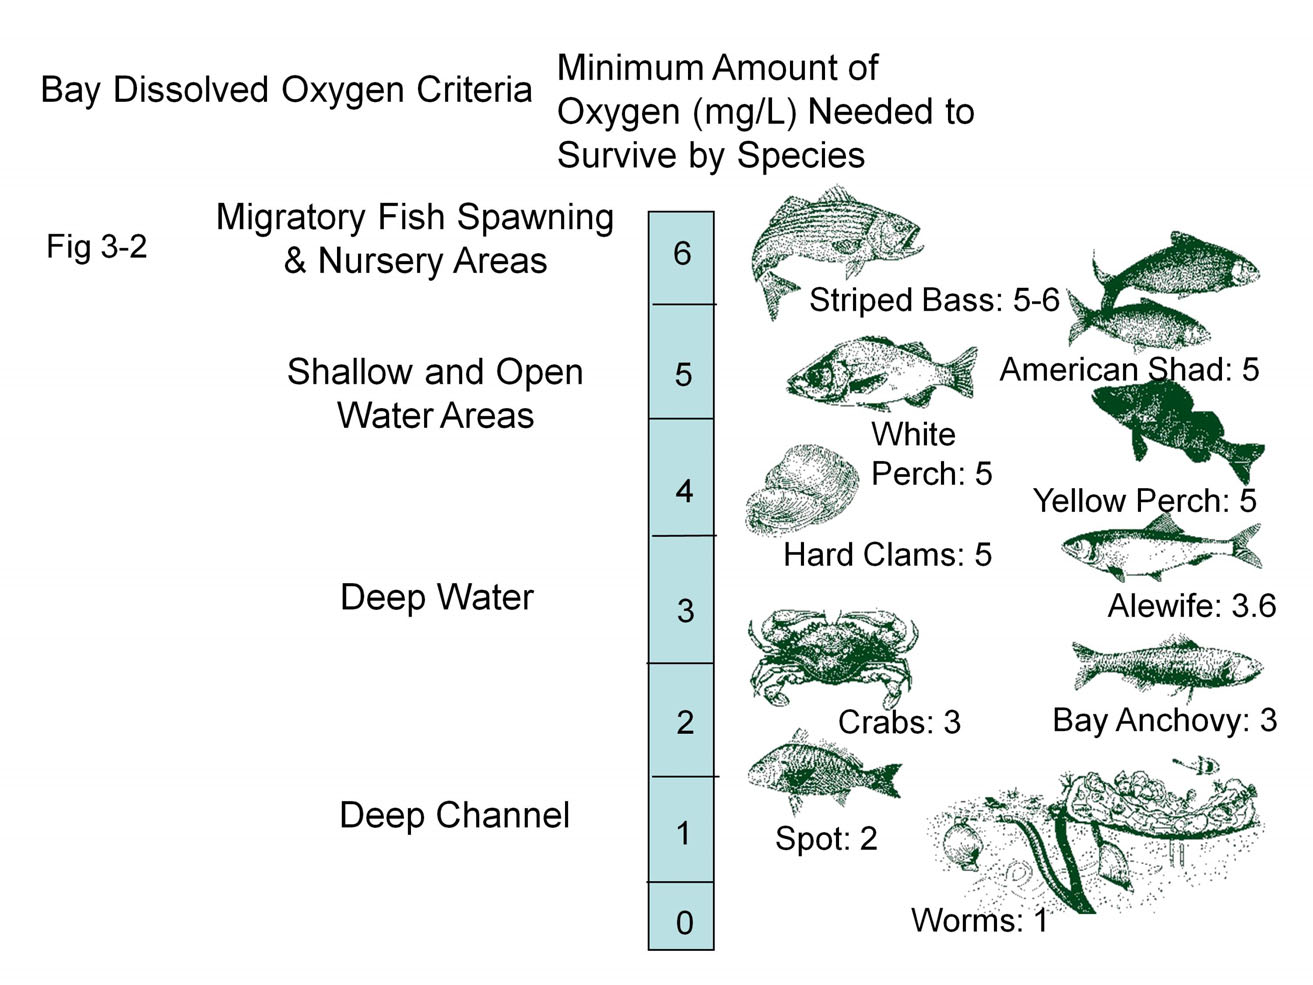 Bay Dissolved Oxygen Criteria
Minimum Amount of
Oxygen (mg/L) Needed to
Survive by Species
Fig 3-2
Migratory Fish Spawning
& Nursery Areas
Shallow and Open
Water Areas
Deep Water
Deep Channel
6
5
4
3
2
1
0
Striped Bass: 5-6
American Shad: 5
White
Perch: 5
Yellow Perch: 5
Hard Clams: 5
Alewife: 3.6
Crabs: 3
Bay Anchovy: 3
Spot: 2
Worms: 1